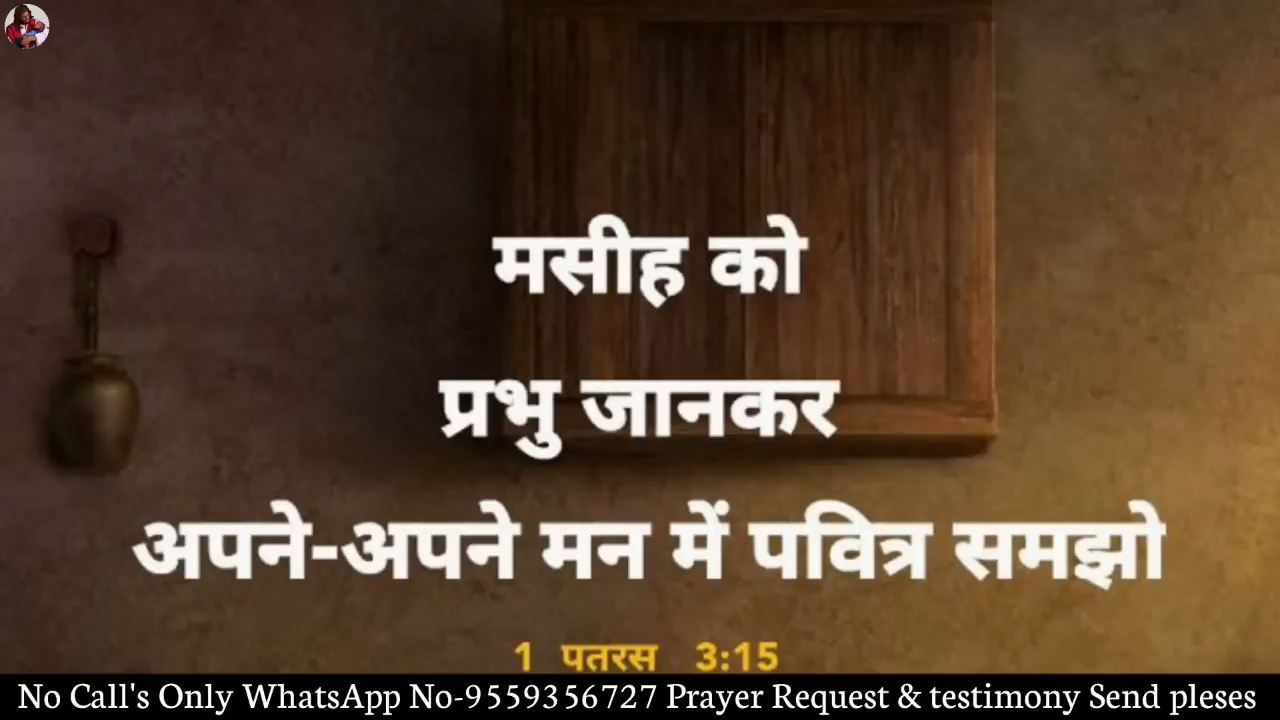 मसीह को
प्रभु जानकर
अपने-अपने मन में पवित्र समझो
1 पतरस 3:15
No Call's Only WhatsApp No-9559356727 Prayer Request & testimony Send pleses